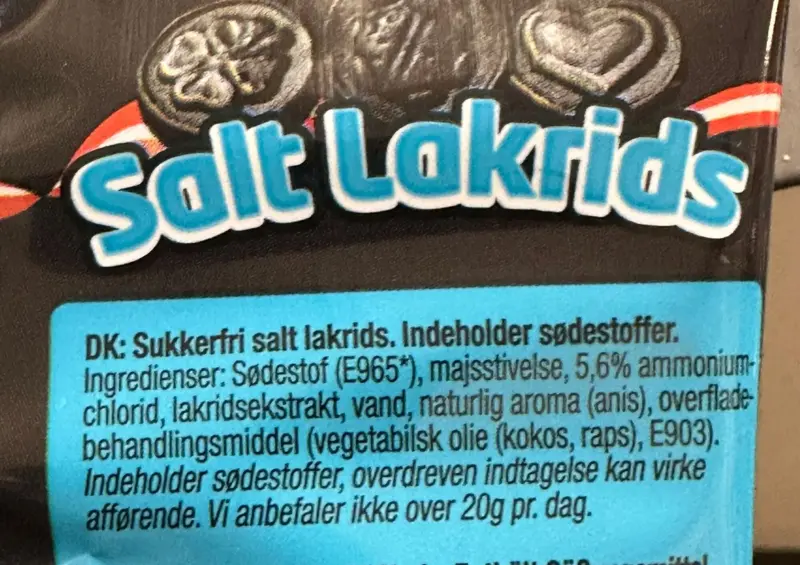 Salt Lakrids
DK: Sukkerfri salt lakrids. Indeholder sødestoffer.
Ingredienser: Sødestof (E965*), majsstivelse, 5,6% ammonium-
chlorid, lakridsekstrakt, vand, naturlig aroma (anis), overflade-
behandlingsmiddel (vegetabilsk olie (kokos, raps), E903).
Indeholder sødestoffer, overdreven indtagelse kan virke
afførende. Vi anbefaler ikke over 20g pr. dag.